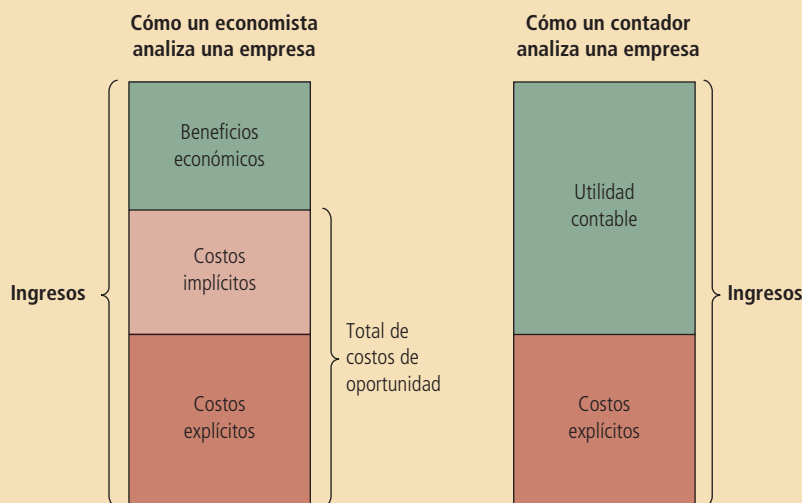 Cómo un economista
analiza una empresa
Cómo un contador
analiza una empresa
Beneficios
económicos
Costos
implícitos
Costos
explícitos
Ingresos
Total de
costos de
oportunidad
Utilidad
contable
Costos
explícitos
Ingresos